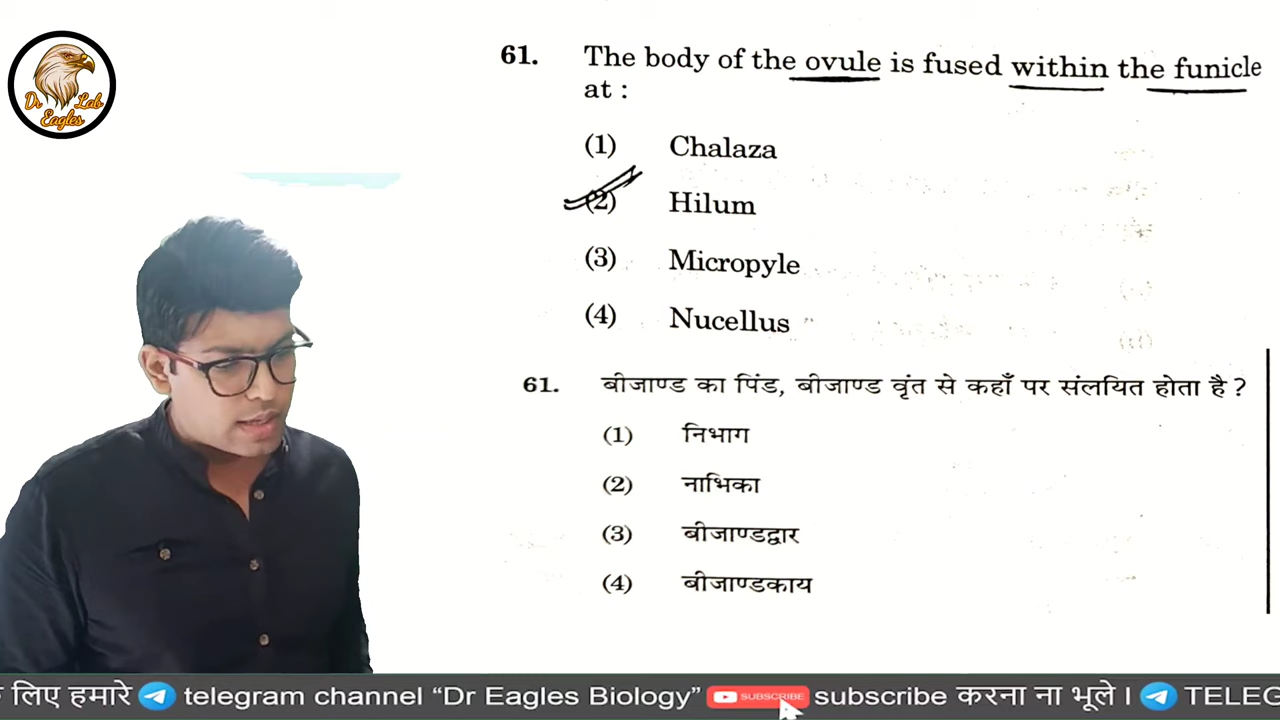 Dr Lab
Eagles
61. The body of the ovule is fused within the funicle
at :
(1) Chalaza
(2) Hilum
(3) Micropyle
(4) Nucellus
61. बीजाण्ड का पिंड, बीजाण्ड वृंत से कहाँ पर संलयित होता है ?
(1) निभाग
(2) नाभिका
(3) बीजाण्डद्वार
(4) बीजाण्डकाय
लिए हमारे telegram channel “Dr Eagles Biology” SUBSCRIBE subscribe करना ना भूले । TELEG